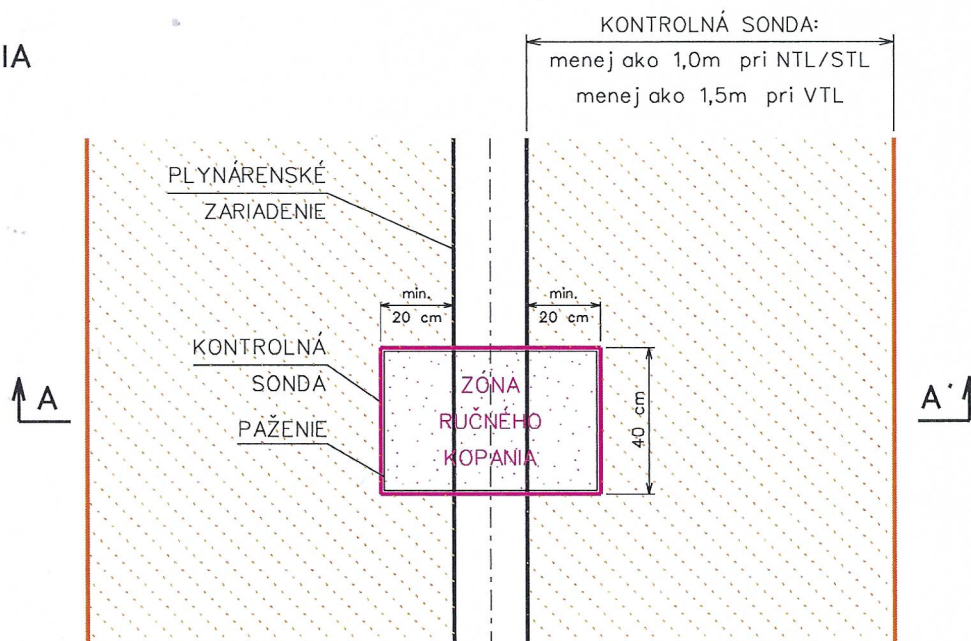 KONTROLNÁ SONDA:
IA
menej ako 1,0m pri NTL/STL
menej ako 1,5m pri VTL
PLYNÁRENSKÉ
ZARIADENIE
min.
20 cm
min.
20 cm
KONTROLNÁ
SONDA
PAŽENIE
ZÓNA
RUČNÉHO
KOPANIA
40 cm
A
A'